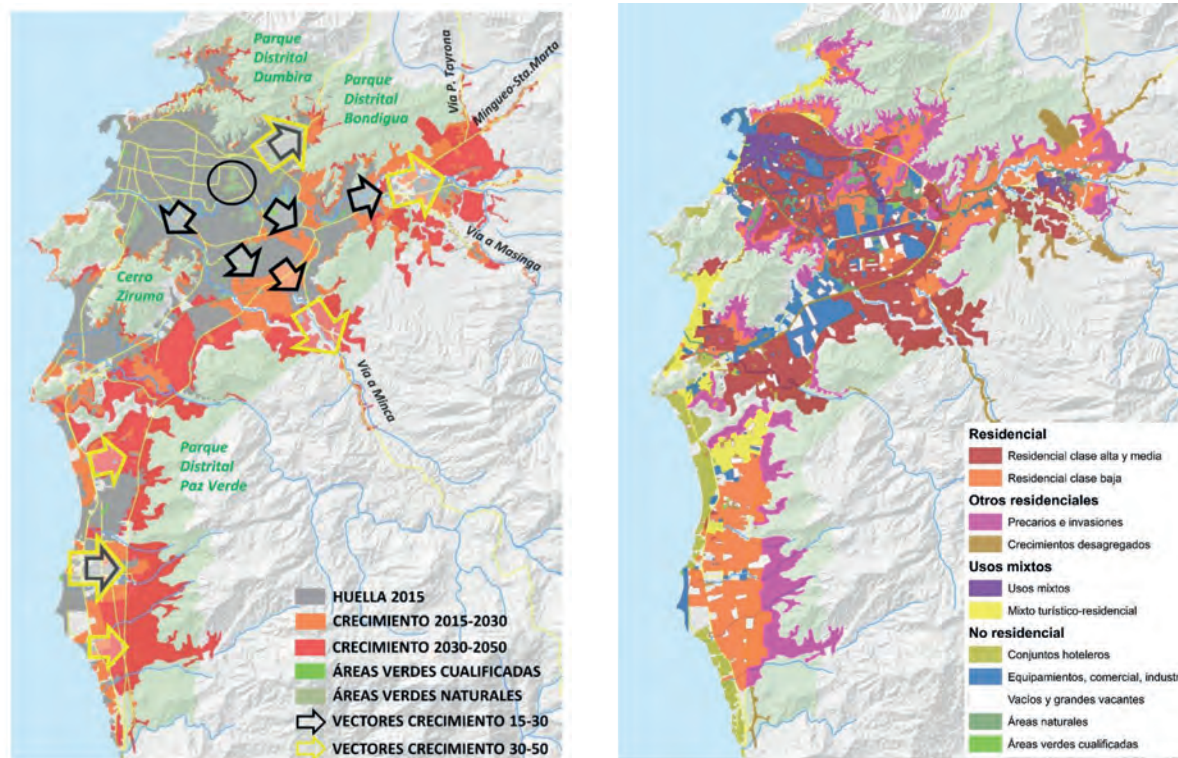 Parque
Distrital
Dumbira
Parque
Distrital
Bondigua
Vía P. Tayrona
Minguea-Sta.Marta
Vía a Masinga
Cerro
Ziruma
Vía a Minca
Parque
Distrital
Paz Verde
HUELLA 2015
CRECIMIENTO 2015-2030
CRECIMIENTO 2030-2050
ÁREAS VERDES CUALIFICADAS
ÁREAS VERDES NATURALES
VECTORES CRECIMIENTO 15-30
VECTORES CRECIMIENTO 30-50
Residencial
Residencial clase alta y media
Residencial clase baja
Otros residenciales
Precarios e invasiones
Crecimientos desagregados
Usos mixtos
Usos mixtos
Mixto turístico-residencial
No residencial
Conjuntos hoteleros
Equipamientos, comercial, industri
Vacíos y grandes vacantes
Áreas naturales
Áreas verdes cualificadas